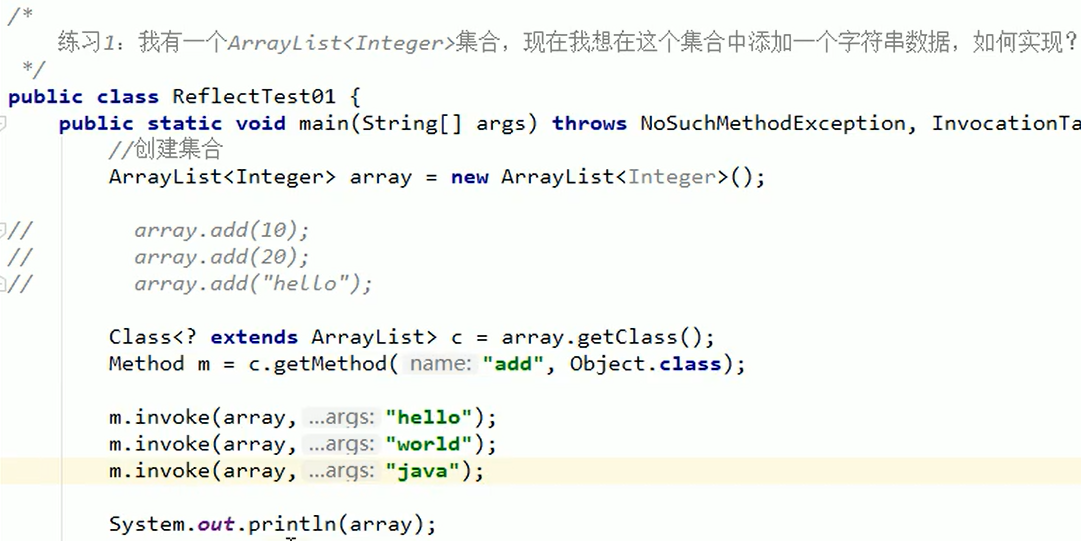 /*
练习1：我有一个ArrayList<Integer>集合，现在我想在这个集合中添加一个字符串数据，如何实现？
*/
public class ReflectTest01 {
public static void main(String[] args) throws NoSuchMethodException, InvocationTa
//创建集合
ArrayList<Integer> array = new ArrayList<Integer>();
// array.add(10);
// array.add(20);
// array.add("hello");
Class<? extends ArrayList> c = array.getClass();
Method m = c.getMethod( name: "add", Object.class);
m.invoke(array, ...args: "hello");
m.invoke(array, ...args: "world");
m.invoke(array, ...args: "java");
System.out.println(array);